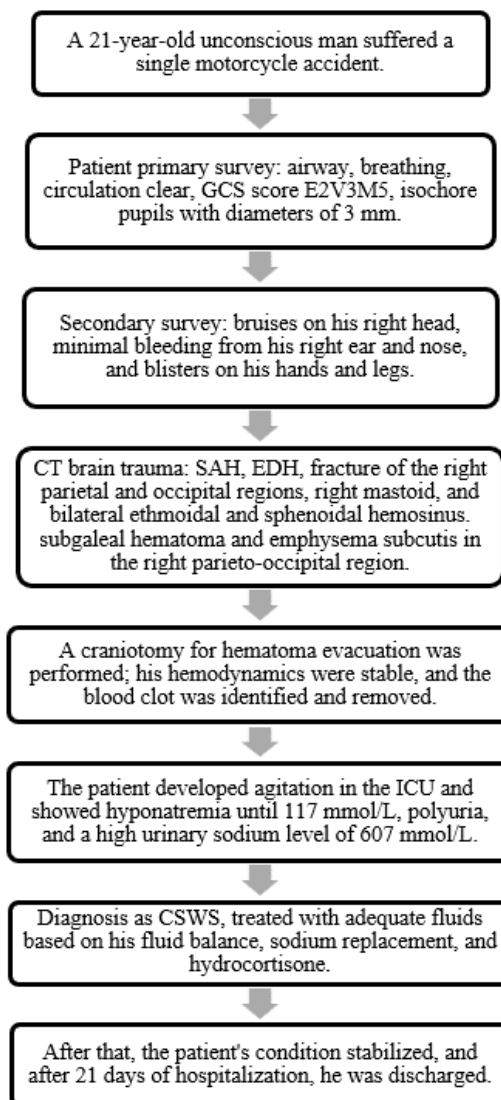 A 21-year-old unconscious man suffered a
single motorcycle accident.
Patient primary survey: airway, breathing,
circulation clear, GCS score E2V3M5, isochore
pupils with diameters of 3 mm.
Secondary survey: bruises on his right head,
minimal bleeding from his right ear and nose,
and blisters on his hands and legs.
CT brain trauma: SAH, EDH, fracture of the right
parietal and occipital regions, right mastoid, and
bilateral ethmoidal and sphenoidal hemosinus.
subgaleal hematoma and emphysema subcutis in
the right parieto-occipital region.
A craniotomy for hematoma evacuation was
performed; his hemodynamics were stable, and the
blood clot was identified and removed.
The patient developed agitation in the ICU and
showed hyponatremia until 117 mmol/L, polyuria,
and a high urinary sodium level of 607 mmol/L.
Diagnosis as CSWS, treated with adequate fluids
based on his fluid balance, sodium replacement, and
hydrocortisone.
After that, the patient's condition stabilized, and
after 21 days of hospitalization, he was discharged.